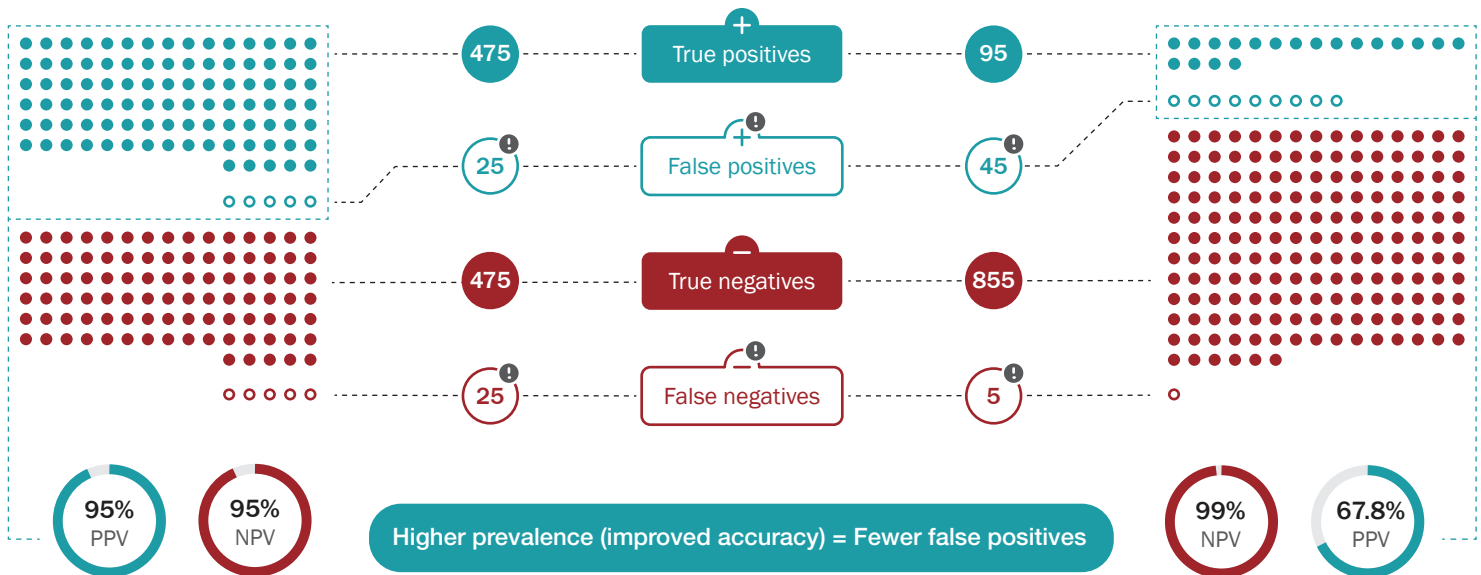 475
True positives
95
25
False positives
45
475
True negatives
855
25
False negatives
5
95%
PPV
95%
NPV
Higher prevalence (improved accuracy) = Fewer false positives
99%
NPV
67.8%
PPV